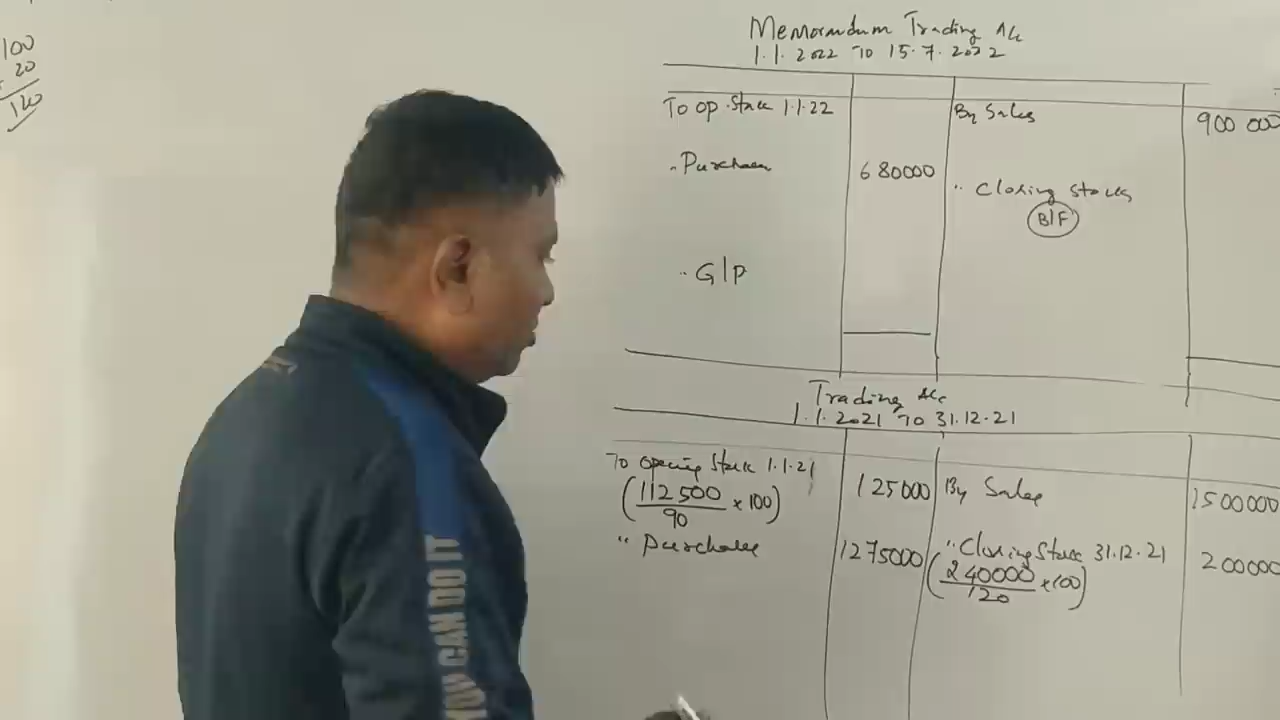 100
20
120
Memorandum Trading A/c
1.1.2022 To 15.7.2022
To op. Stock 1.1.22
By Sales
900 000
" Purchases
680000
" Closing stock
B/F
" G/P
Trading A/c
1.1.2021 To 31.12.21
To opening Stock 1.1.21
125000
By Sales
1500000
(112500/90 × 100)
" Purchases
1275000
" Closing Stock 31.12.21
200000
(240000/120 × 100)
YOU CAN DO IT